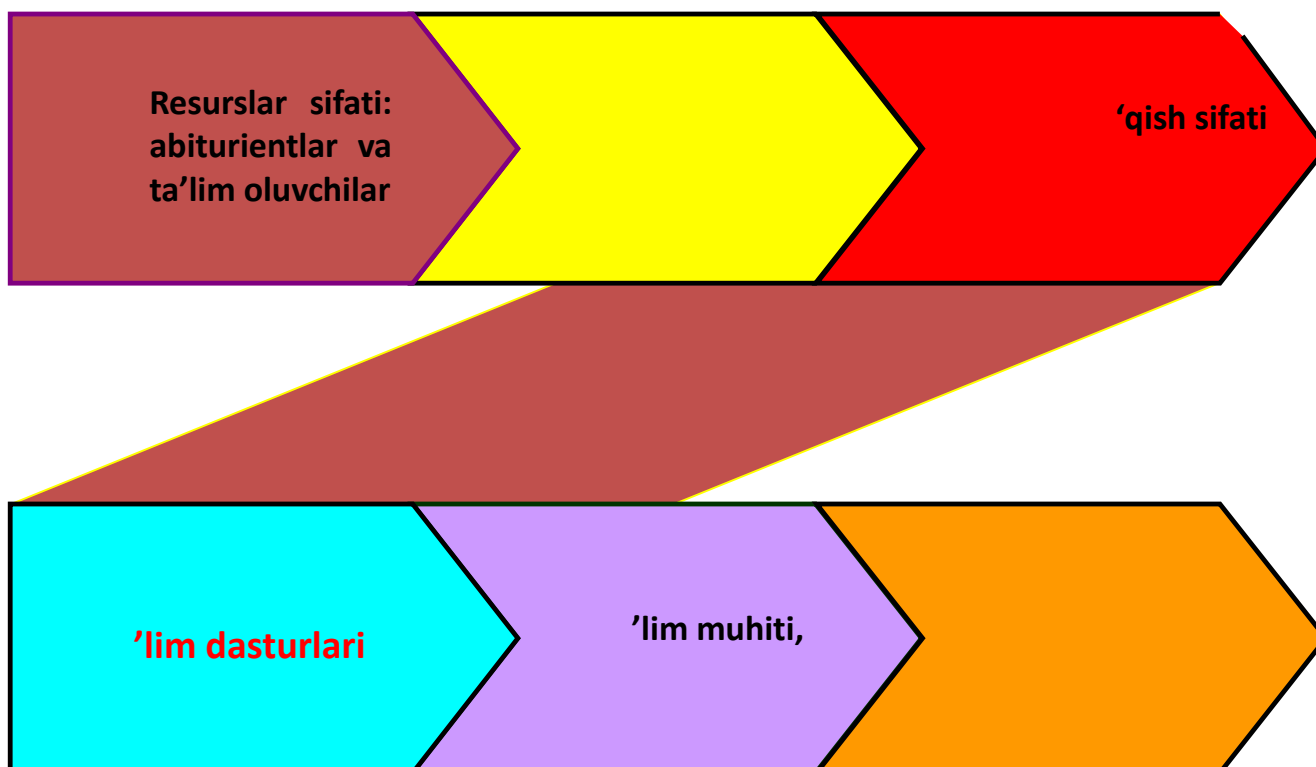 Resurslar sifati:
abiturientlar va
ta’lim oluvchilar
‘qish sifati
’lim dasturlari
’lim muhiti,